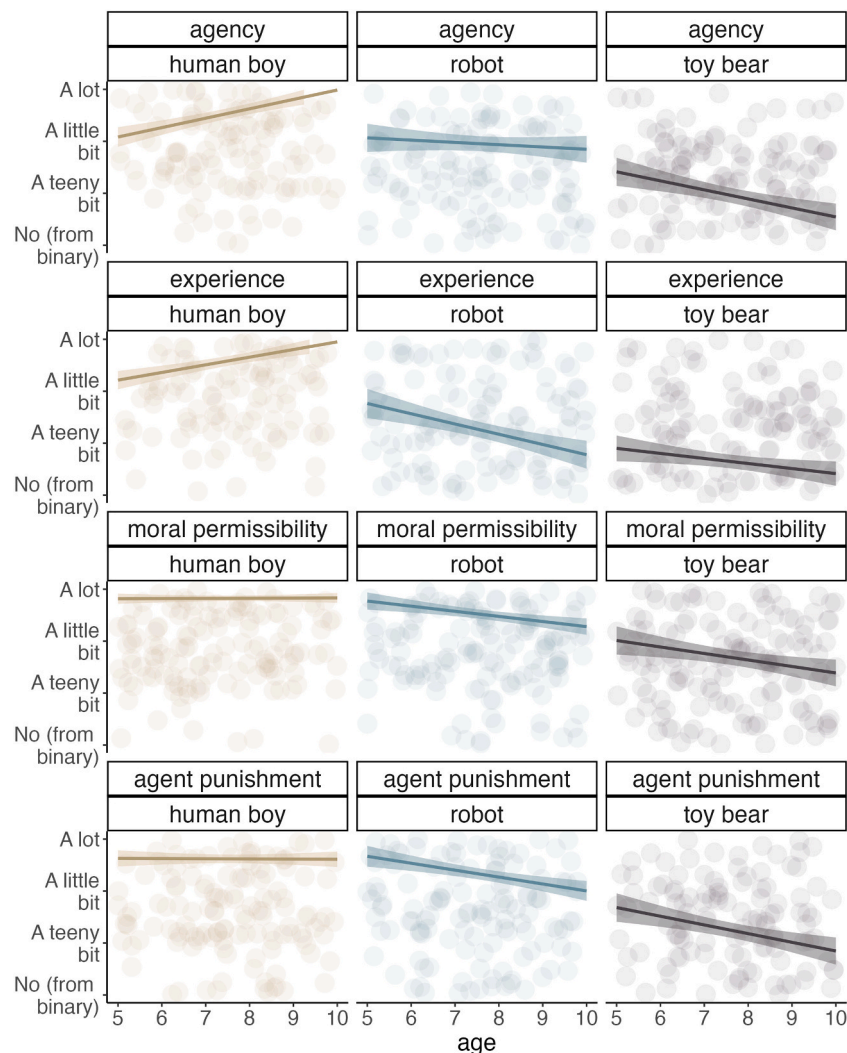 agency
agency
agency
human boy
robot
toy bear
A lot
A little
bit
A teeny
bit
No (from
binary)
experience
experience
experience
human boy
robot
toy bear
A lot
A little
bit
A teeny
bit
No (from
binary)
moral permissibility
moral permissibility
moral permissibility
human boy
robot
toy bear
A lot
A little
bit
A teeny
bit
No (from
binary)
agent punishment
agent punishment
agent punishment
human boy
robot
toy bear
A lot
A little
bit
A teeny
bit
No (from
binary)
5 6 7 8 9 10
5 6 7 8 9 10
5 6 7 8 9 10
age